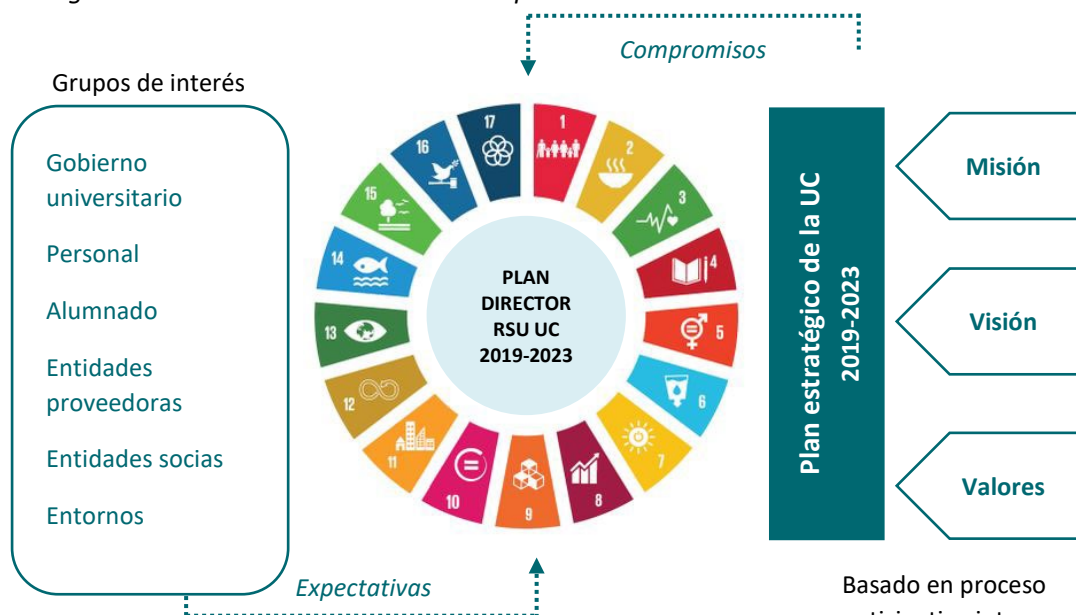 Compromisos
Grupos de interés
Gobierno
universitario
Personal
Alumnado
Entidades
proveedoras
Entidades socias
Entornos
1
2
3
4
5
6
7
8
9
10
11
12
13
14
15
16
17
PLAN
DIRECTOR
RSU UC
2019-2023
Plan estratégico de la UC
2019-2023
Misión
Visión
Valores
Expectativas
Basado en proceso